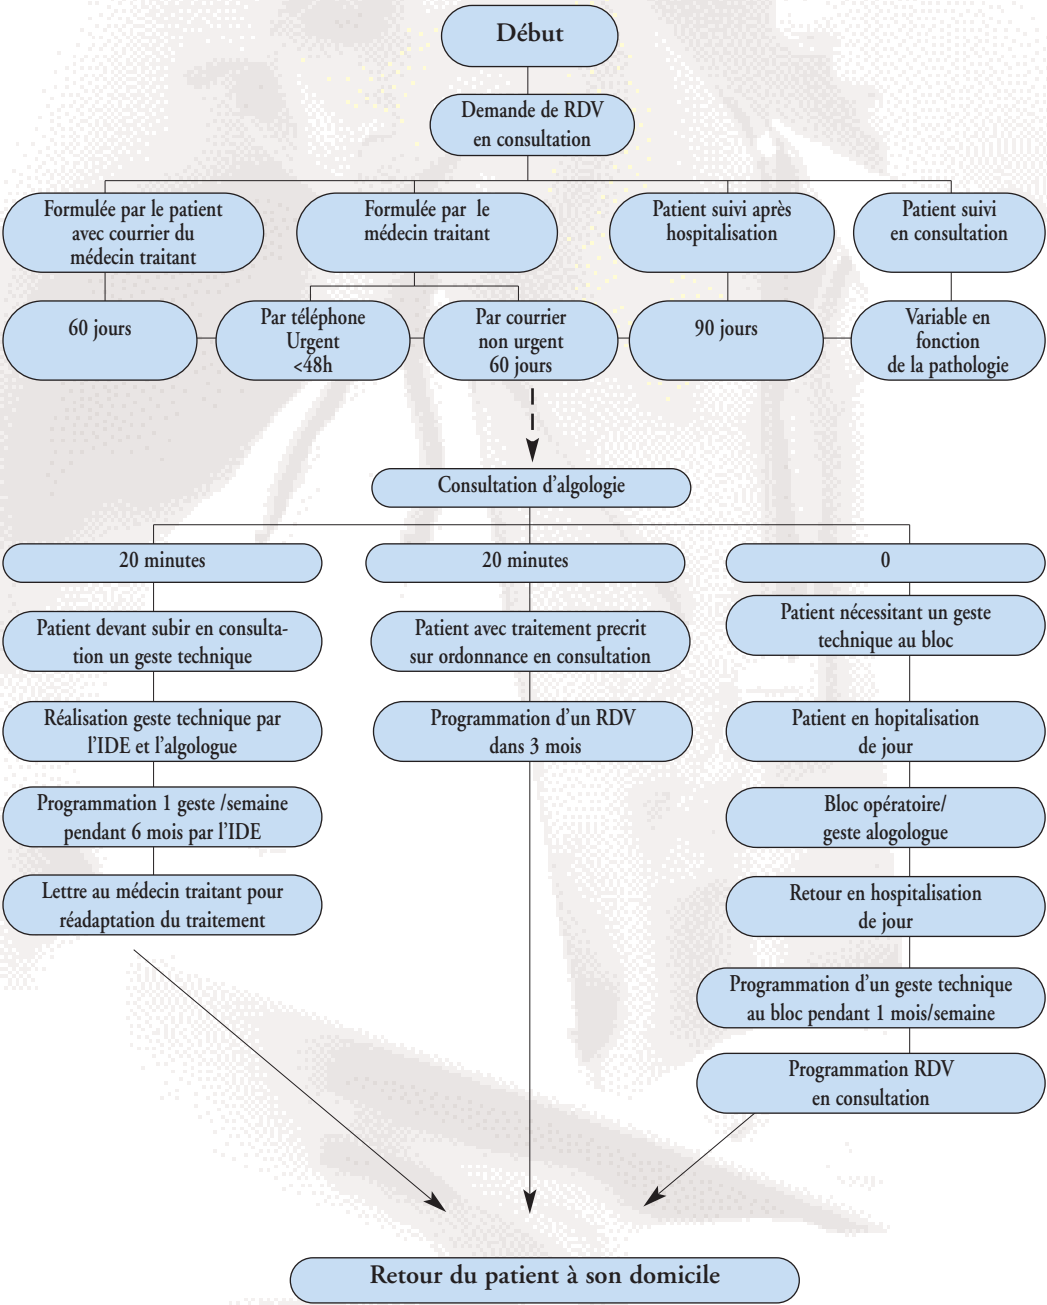 Début
Demande de RDV
en consultation
Formulée par le patient
avec courrier du
médecin traitant
Formulée par le
médecin traitant
Patient suivi après
hospitalisation
Patient suivi
en consultation
60 jours
Par téléphone
Urgent
<48h
Par courrier
non urgent
60 jours
90 jours
Variable en
fonction
de la pathologie
Consultation d'algologie
20 minutes
20 minutes
0
Patient devant subir en consulta-
tion un geste technique
Patient avec traitement precrit
sur ordonnance en consultation
Patient nécessitant un geste
technique au bloc
Réalisation geste technique par
l'IDE et l'algologue
Programmation d'un RDV
dans 3 mois
Patient en hopitalisation
de jour
Programmation 1 geste /semaine
pendant 6 mois par l'IDE
Bloc opératoire/
geste alogologue
Lettre au médecin traitant pour
réadaptation du traitement
Retour en hospitalisation
de jour
Programmation d'un geste technique
au bloc pendant 1 mois/semaine
Programmation RDV
en consultation
Retour du patient à son domicile